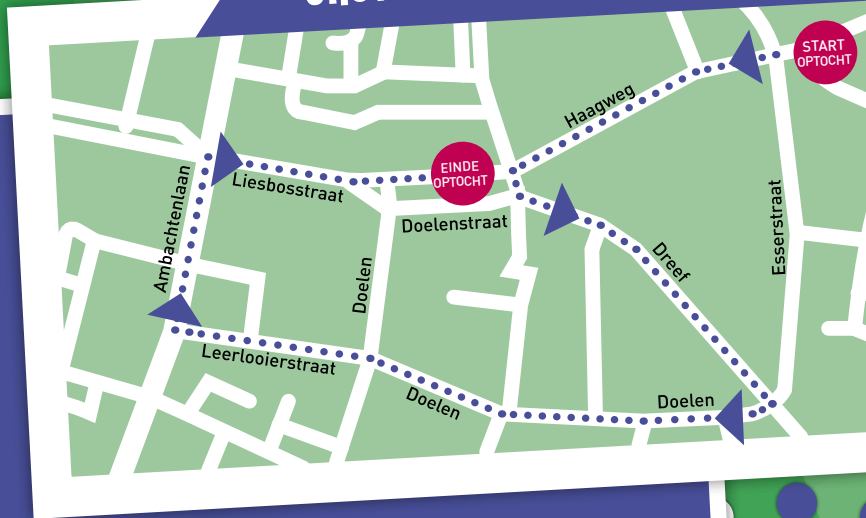 START
OPTOCHT
Haagweg
EINDE
OPTOCHT
Liesbosstraat
Doelenstraat
Ambachtenlaan
Esserstraat
Dreef
Doelen
Leerlooierstraat
Doelen
Doelen